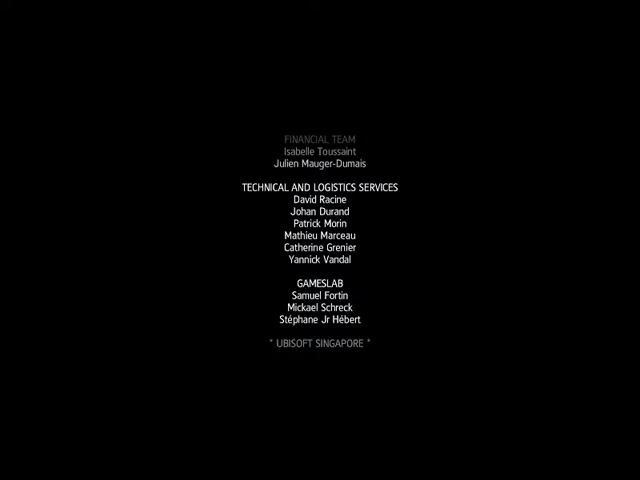 FINANCIAL TEAM
Isabelle Toussaint
Julien Mauger-Dumais
TECHNICAL AND LOGISTICS SERVICES
David Racine
Johan Durand
Patrick Morin
Mathieu Marceau
Catherine Grenier
Yannick Vandal
GAMESLAB
Samuel Fortin
Mickael Schreck
Stéphane Jr Hébert
* UBISOFT SINGAPORE *